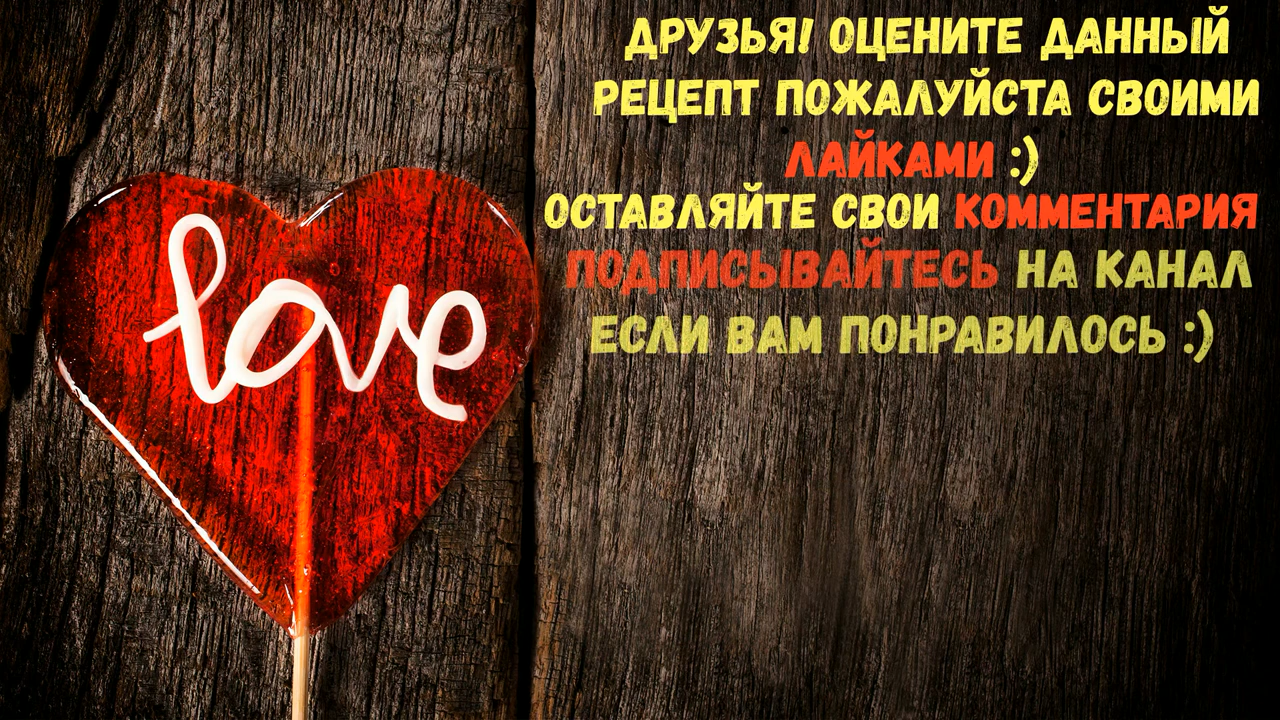 love
ДРУЗЬЯ! ОЦЕНИТЕ ДАННЫЙ
РЕЦЕПТ ПОЖАЛУЙСТА СВОИМИ
ЛАЙКАМИ :)
ОСТАВЛЯЙТЕ СВОИ КОММЕНТАРИЯ
ПОДПИСЫВАЙТЕСЬ НА КАНАЛ
ЕСЛИ ВАМ ПОНРАВИЛОСЬ :)